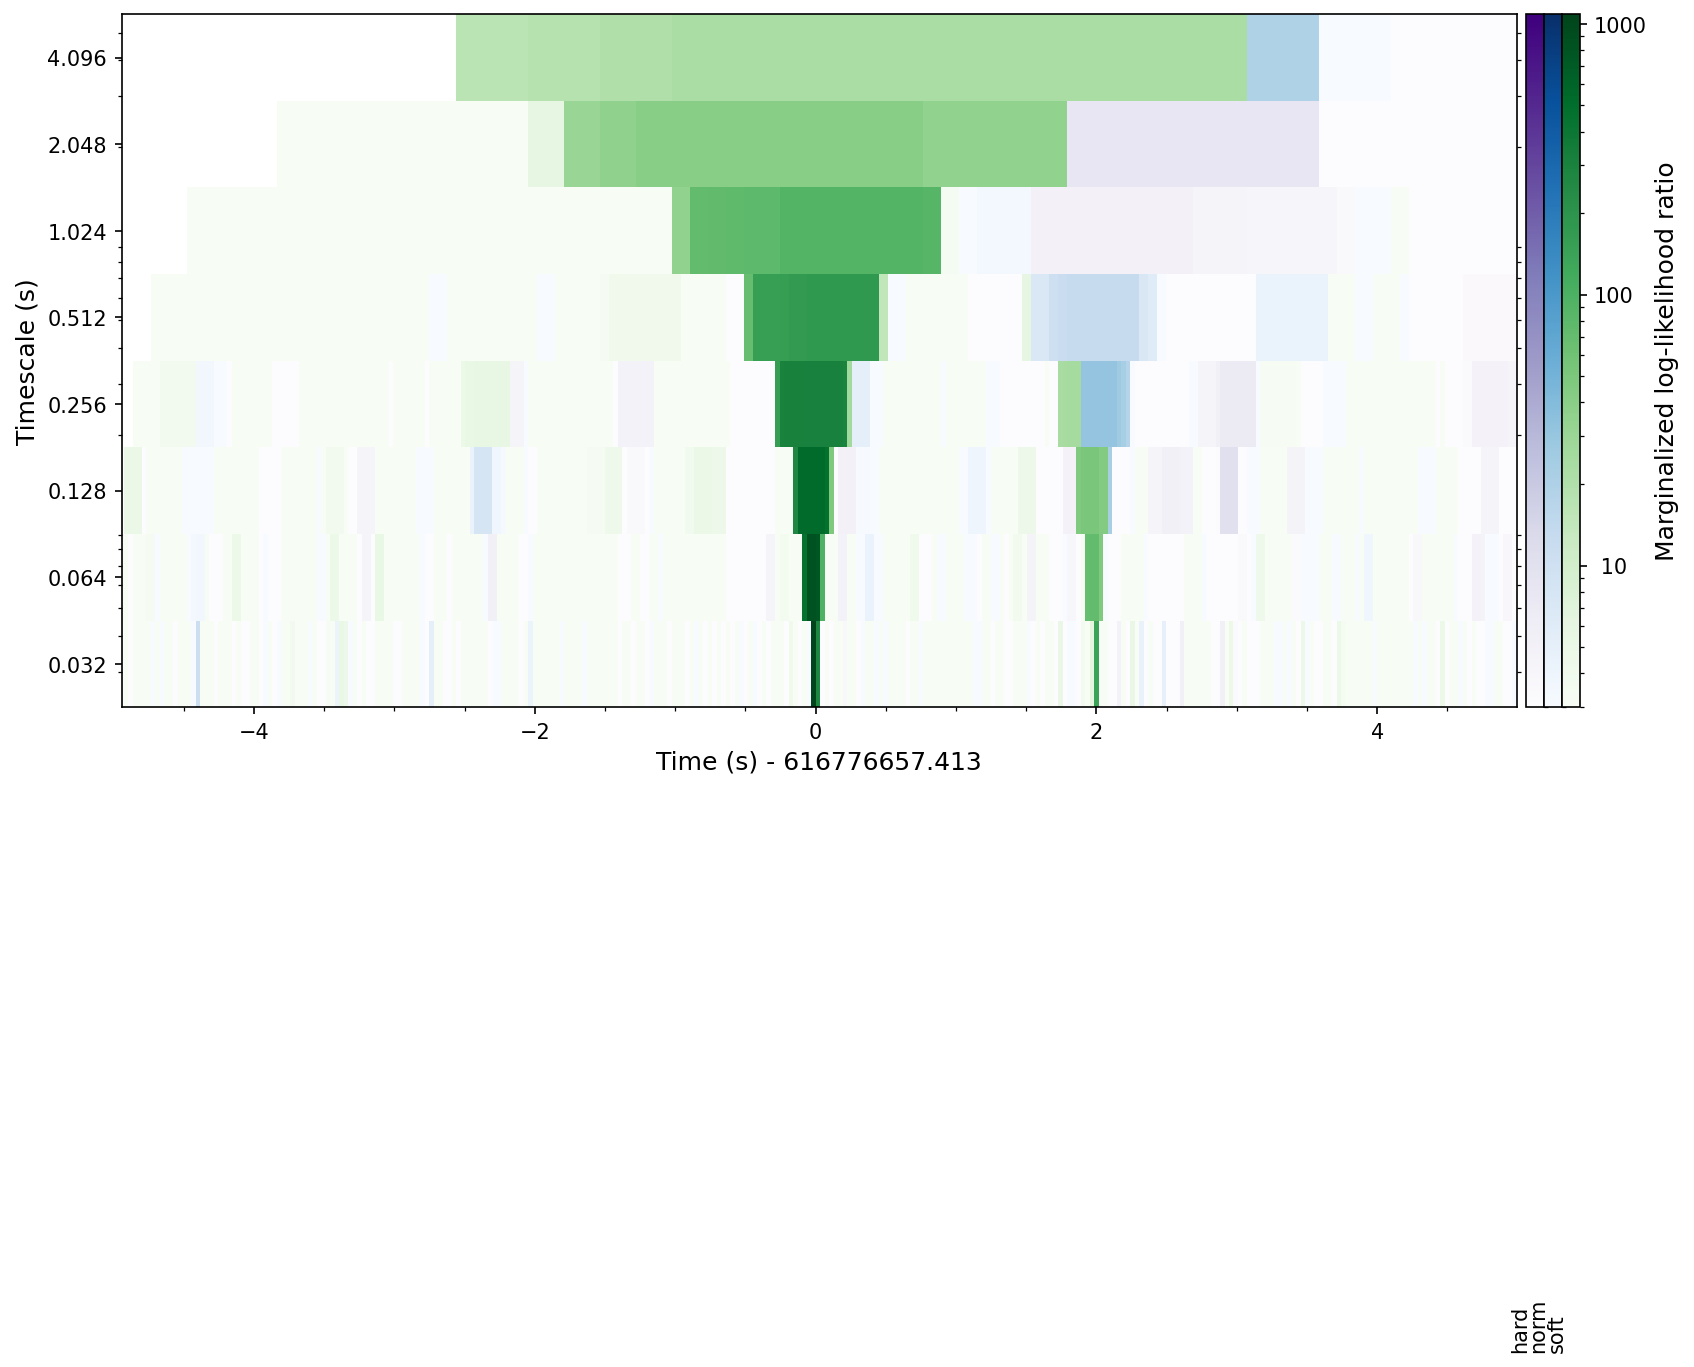 Timescale (s)
4.096
2.048
1.024
0.512
0.256
0.128
0.064
0.032
−4
−2
0
2
4
Time (s) - 616776657.413
1000
100
10
Marginalized log-likelihood ratio
hard
norm
soft